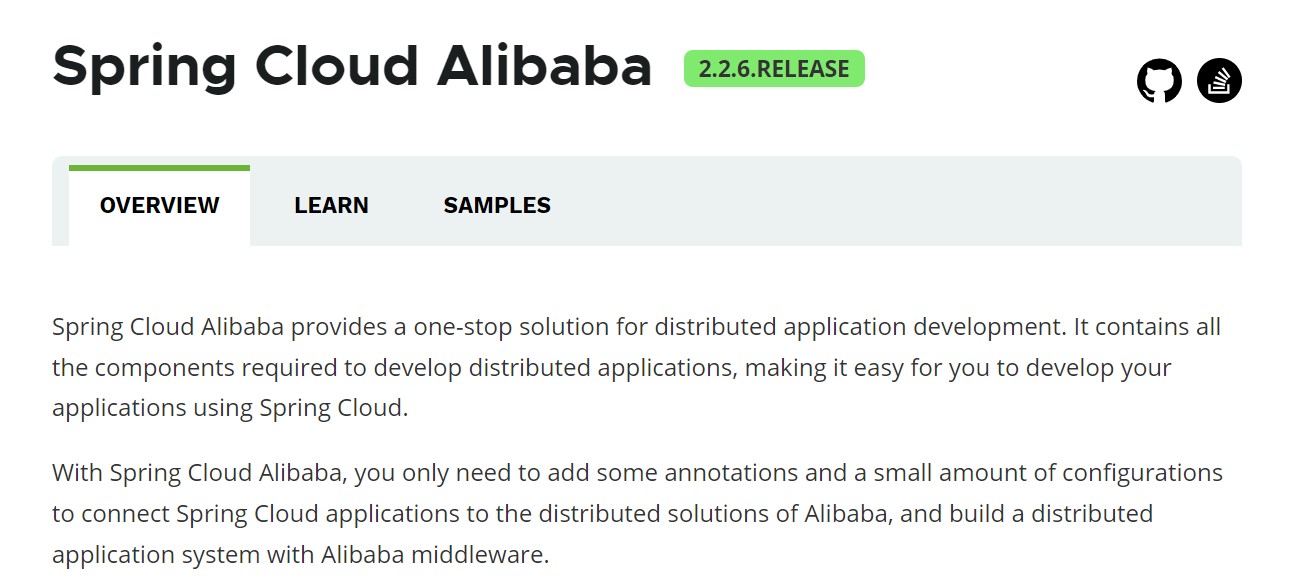 Spring Cloud Alibaba 2.2.6.RELEASE
OVERVIEW LEARN SAMPLES
Spring Cloud Alibaba provides a one-stop solution for distributed application development. It contains all
the components required to develop distributed applications, making it easy for you to develop your
applications using Spring Cloud.
With Spring Cloud Alibaba, you only need to add some annotations and a small amount of configurations
to connect Spring Cloud applications to the distributed solutions of Alibaba, and build a distributed
application system with Alibaba middleware.